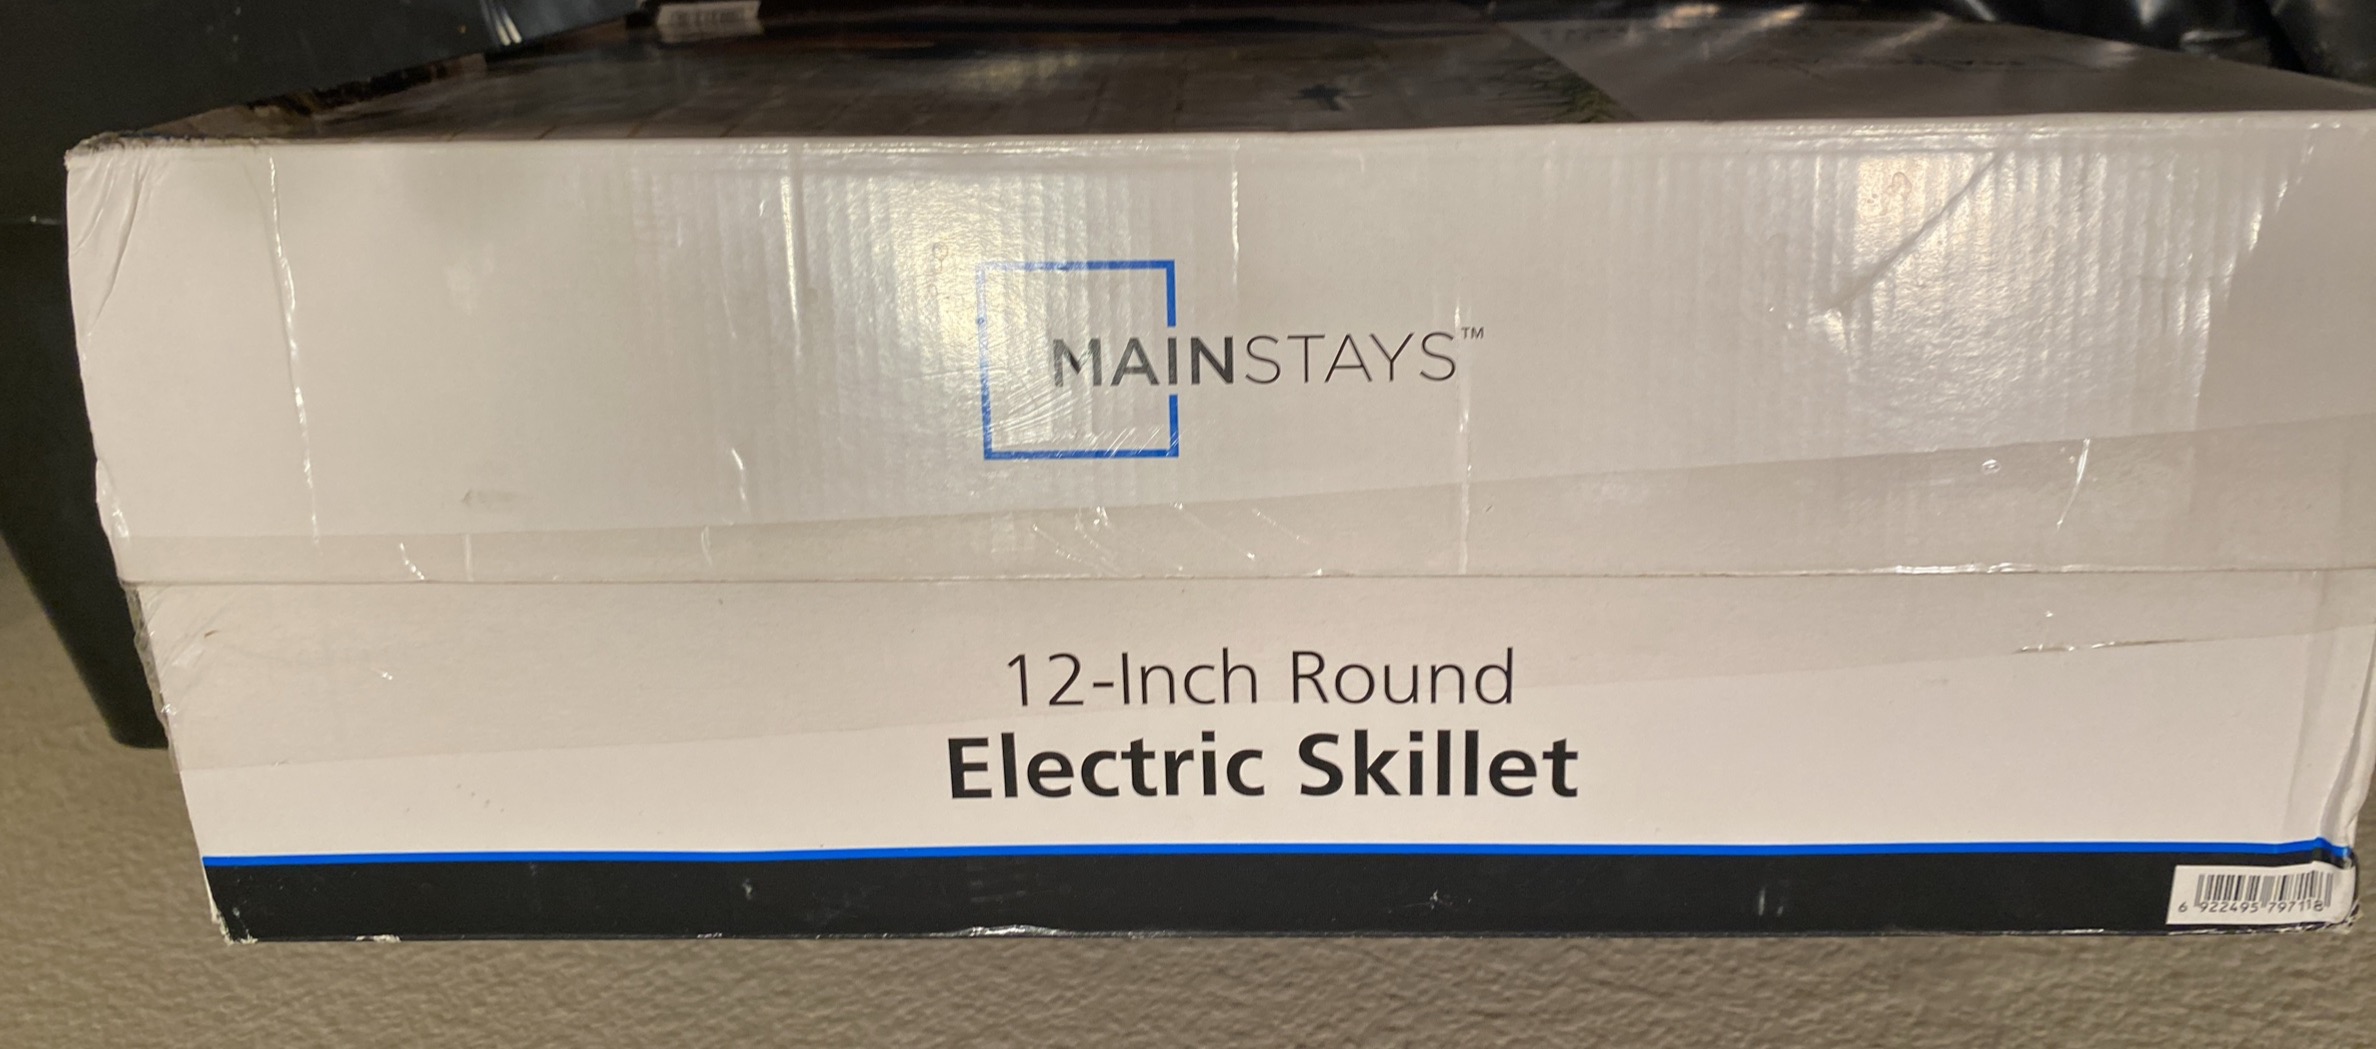 MAINSTAYS™
12-Inch Round
Electric Skillet
6 922495 797118